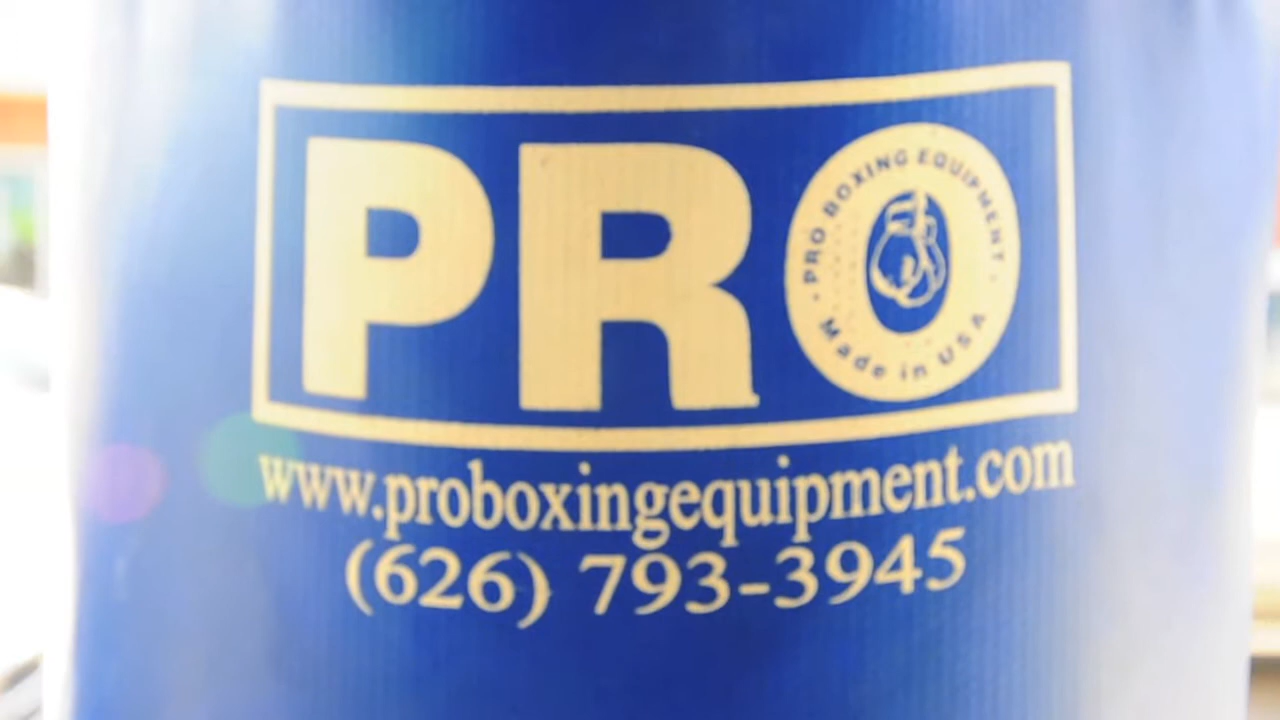 PRO
· PRO BOXING EQUIPMENT ·
Made in USA
www.proboxingequipment.com
(626) 793-3945